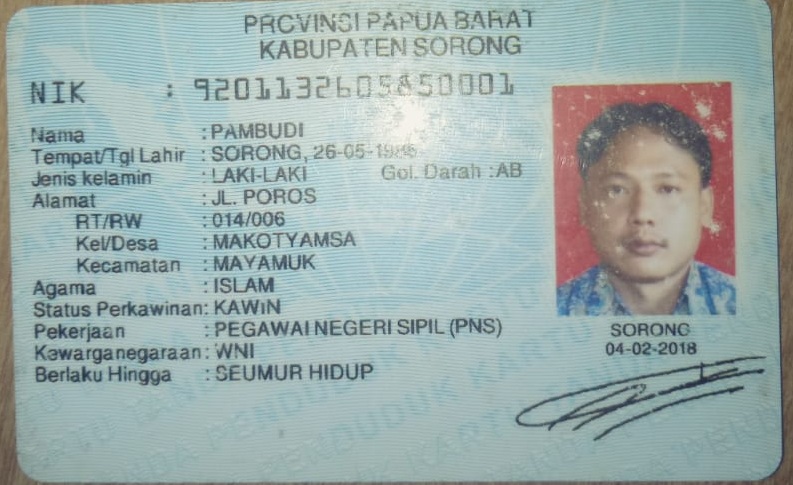 PROVINSI PAPUA BARAT
KABUPATEN SORONG
NIK : 9201132605850001
Nama : PAMBUDI
Tempat/Tgl Lahir : SORONG, 26-05-1985
Jenis kelamin : LAKI-LAKI Gol. Darah : AB
Alamat : JL. POROS
RT/RW : 014/006
Kel/Desa : MAKOTYAMSA
Kecamatan : MAYAMUK
Agama : ISLAM
Status Perkawinan: KAWIN
Pekerjaan : PEGAWAI NEGERI SIPIL (PNS)
Kewarganegaraan: WNI
Berlaku Hingga : SEUMUR HIDUP
SORONG
04-02-2018